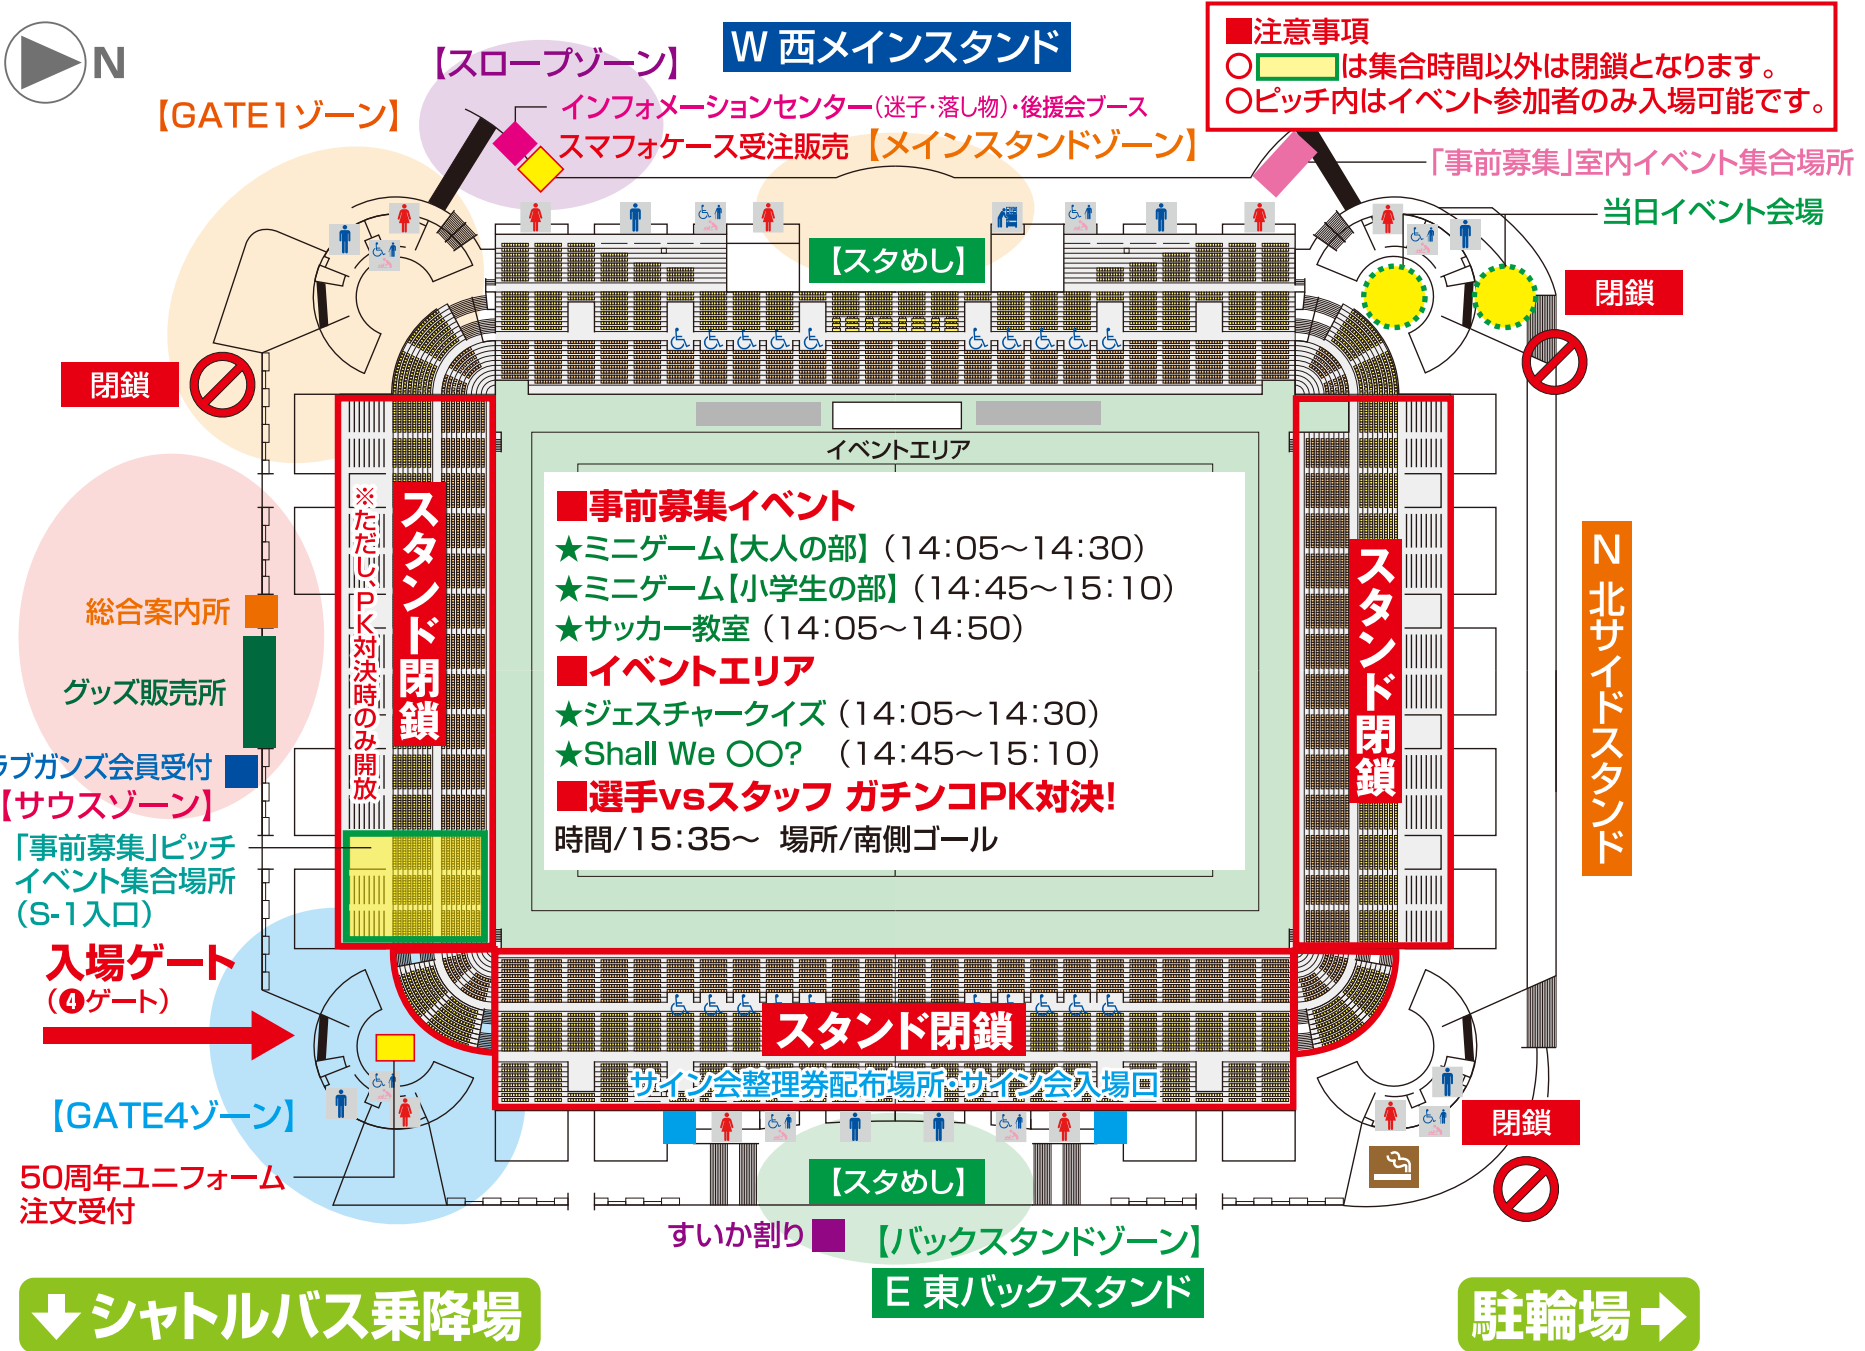 N
W 西メインスタンド
■注意事項
○ は集合時間以外は閉鎖となります。
○ピッチ内はイベント参加者のみ入場可能です。
【スロープゾーン】
インフォメーションセンター(迷子・落し物)・後援会ブース
スマフォケース受注販売
【メインスタンドゾーン】
【GATE1ゾーン】
「事前募集」室内イベント集合場所
当日イベント会場
【スタめし】
閉鎖
閉鎖
イベントエリア
スタンド閉鎖
※ただし、PK対決時のみ開放
■事前募集イベント
★ミニゲーム【大人の部】（14：05〜14：30）
★ミニゲーム【小学生の部】（14：45〜15：10）
★サッカー教室（14：05〜14：50）
■イベントエリア
★ジェスチャークイズ（14：05〜14：30）
★Shall We ○○?（14：45〜15：10）
■選手vsスタッフ ガチンコPK対決!
時間/15：35〜 場所/南側ゴール
スタンド閉鎖
N 北サイドスタンド
総合案内所
グッズ販売所
ラブガンズ会員受付
【サウスゾーン】
「事前募集」ピッチ
イベント集合場所
（S-1入口）
入場ゲート
（❹ゲート）
スタンド閉鎖
サイン会整理券配布場所・サイン会入場口
【GATE4ゾーン】
閉鎖
50周年ユニフォーム
注文受付
【スタめし】
すいか割り
【バックスタンドゾーン】
E 東バックスタンド
シャトルバス乗降場
駐輪場